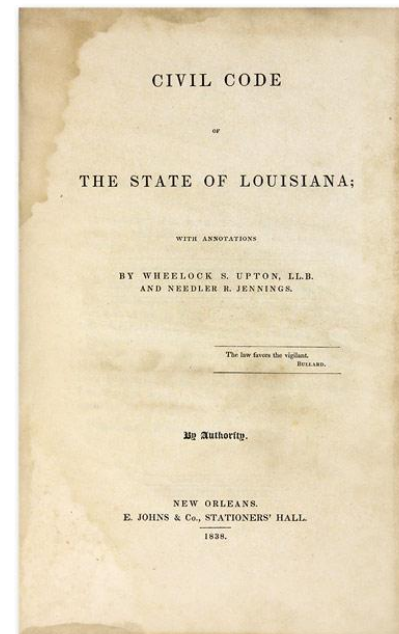 CIVIL CODE
OF
THE STATE OF LOUISIANA;
WITH ANNOTATIONS
BY WHEELOCK S. UPTON, LL.B.
AND NEEDLER R. JENNINGS.
The law favors the vigilant.
BULLARD.
By Authority.
NEW ORLEANS.
E. JOHNS & Co., STATIONERS' HALL.
1838.